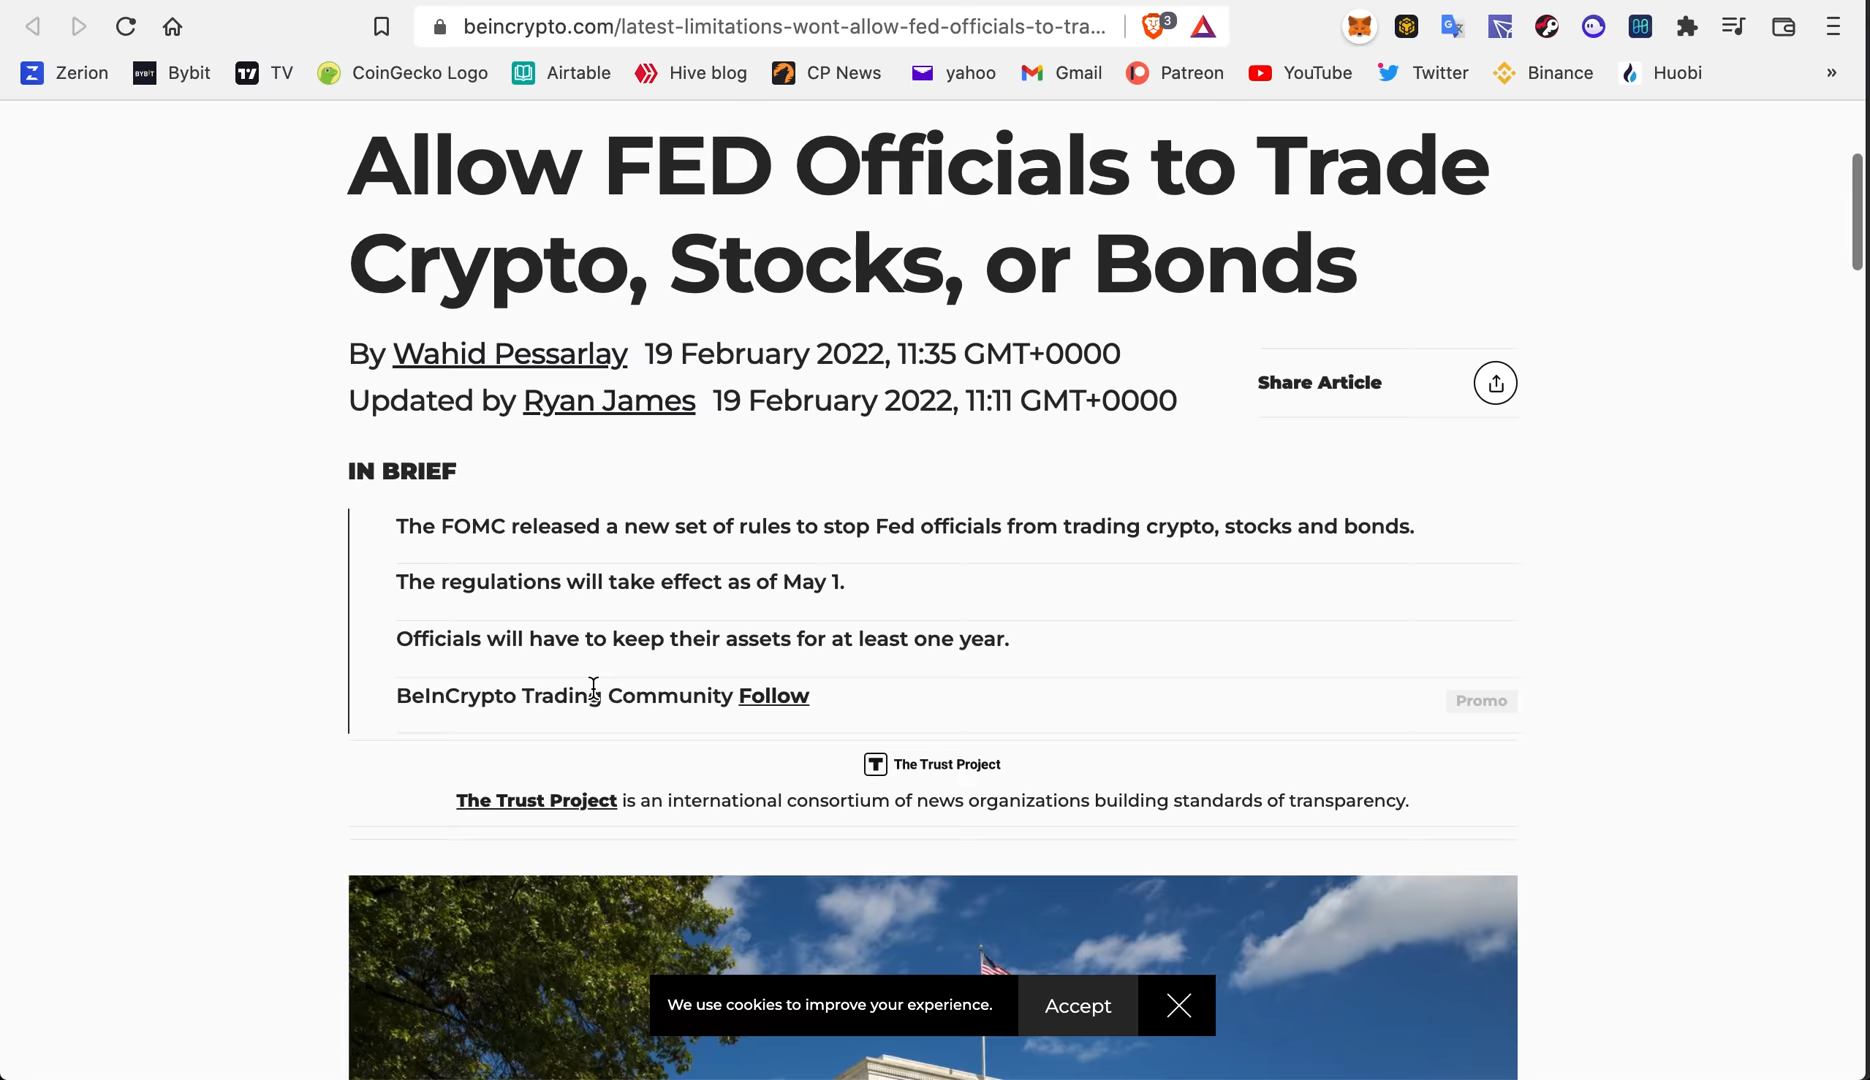 beincrypto.com/latest-limitations-wont-allow-fed-officials-to-tra...
3
Zerion
BYBIT
Bybit
TV
CoinGecko Logo
Airtable
Hive blog
CP News
yahoo
Gmail
Patreon
YouTube
Twitter
Binance
Huobi
»
Allow FED Officials to Trade
Crypto, Stocks, or Bonds
By Wahid Pessarlay 19 February 2022, 11:35 GMT+0000
Updated by Ryan James 19 February 2022, 11:11 GMT+0000
Share Article
IN BRIEF
The FOMC released a new set of rules to stop Fed officials from trading crypto, stocks and bonds.
The regulations will take effect as of May 1.
Officials will have to keep their assets for at least one year.
BeInCrypto Trading Community Follow
Promo
T The Trust Project
The Trust Project is an international consortium of news organizations building standards of transparency.
We use cookies to improve your experience.
Accept